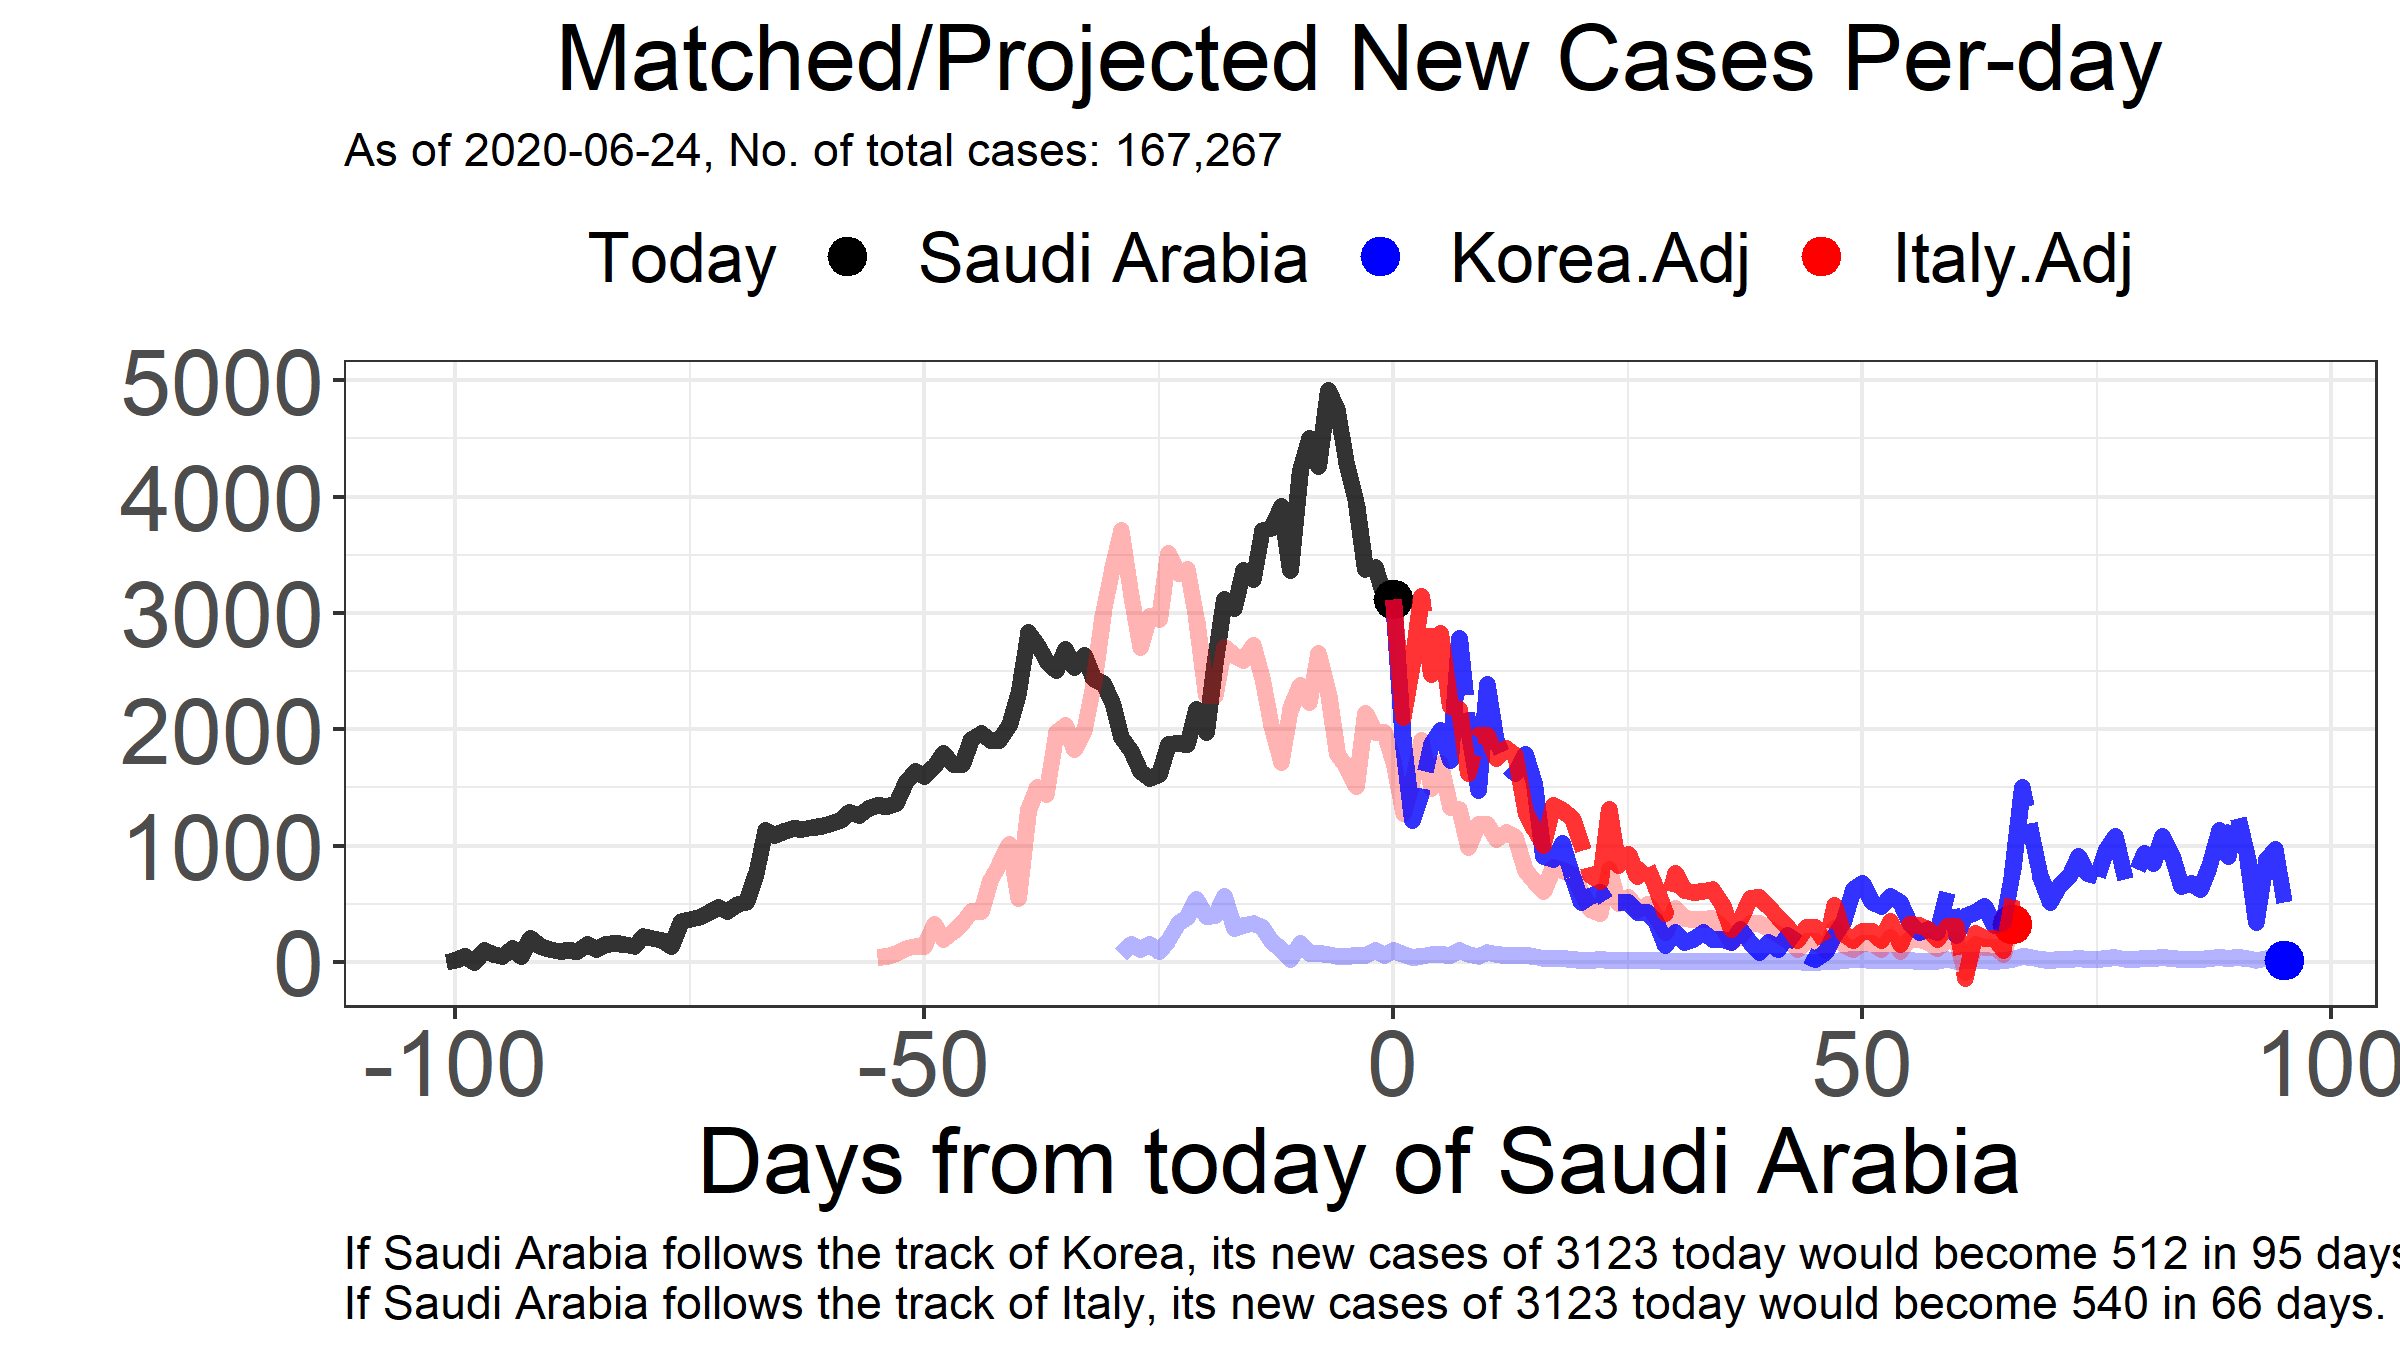 Matched/Projected New Cases Per-day
As of 2020-06-24, No. of total cases: 167,267
Today Saudi Arabia Korea.Adj Italy.Adj
5000
4000
3000
2000
1000
0
-100 -50 0 50 100
Days from today of Saudi Arabia
If Saudi Arabia follows the track of Korea, its new cases of 3123 today would become 512 in 95 days
If Saudi Arabia follows the track of Italy, its new cases of 3123 today would become 540 in 66 days.